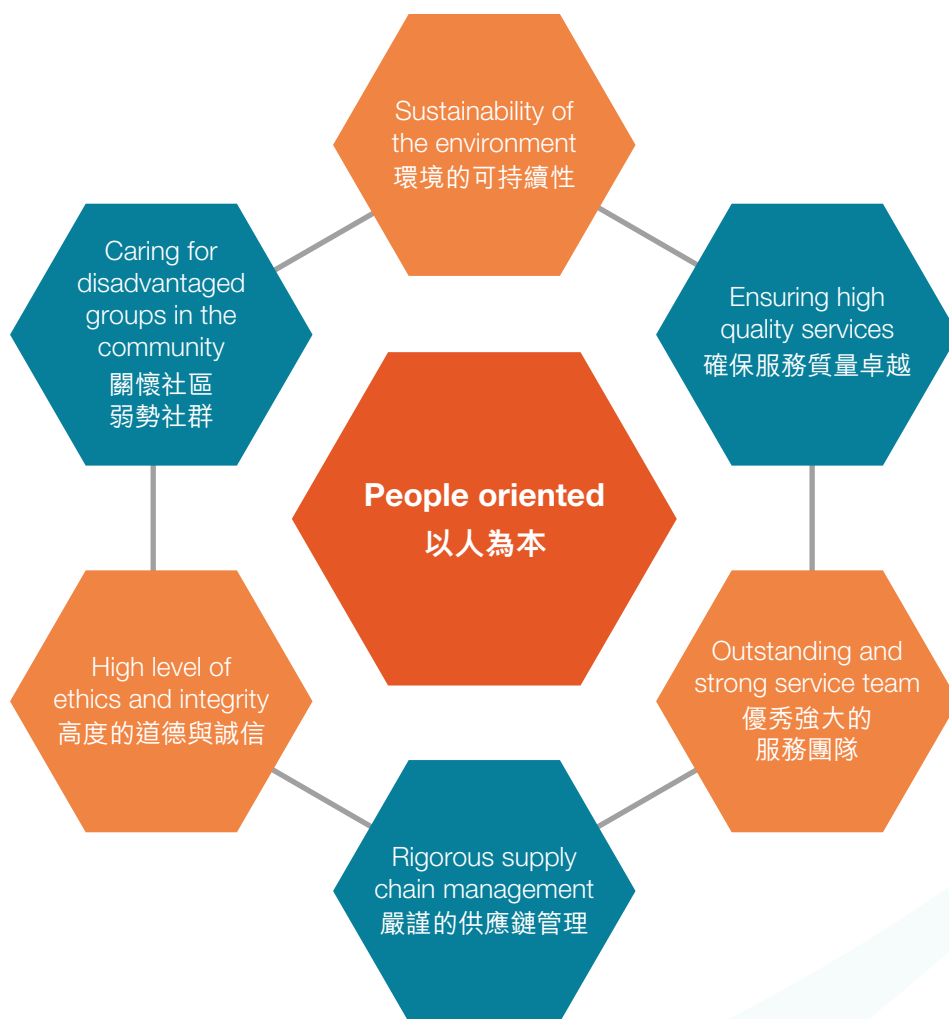 Sustainability of
the environment
環境的可持續性
Caring for
disadvantaged
groups in the
community
關懷社區
弱勢社群
Ensuring high
quality services
確保服務質量卓越
People oriented
以人為本
High level of
ethics and integrity
高度的道德與誠信
Outstanding and
strong service team
優秀強大的
服務團隊
Rigorous supply
chain management
嚴謹的供應鏈管理